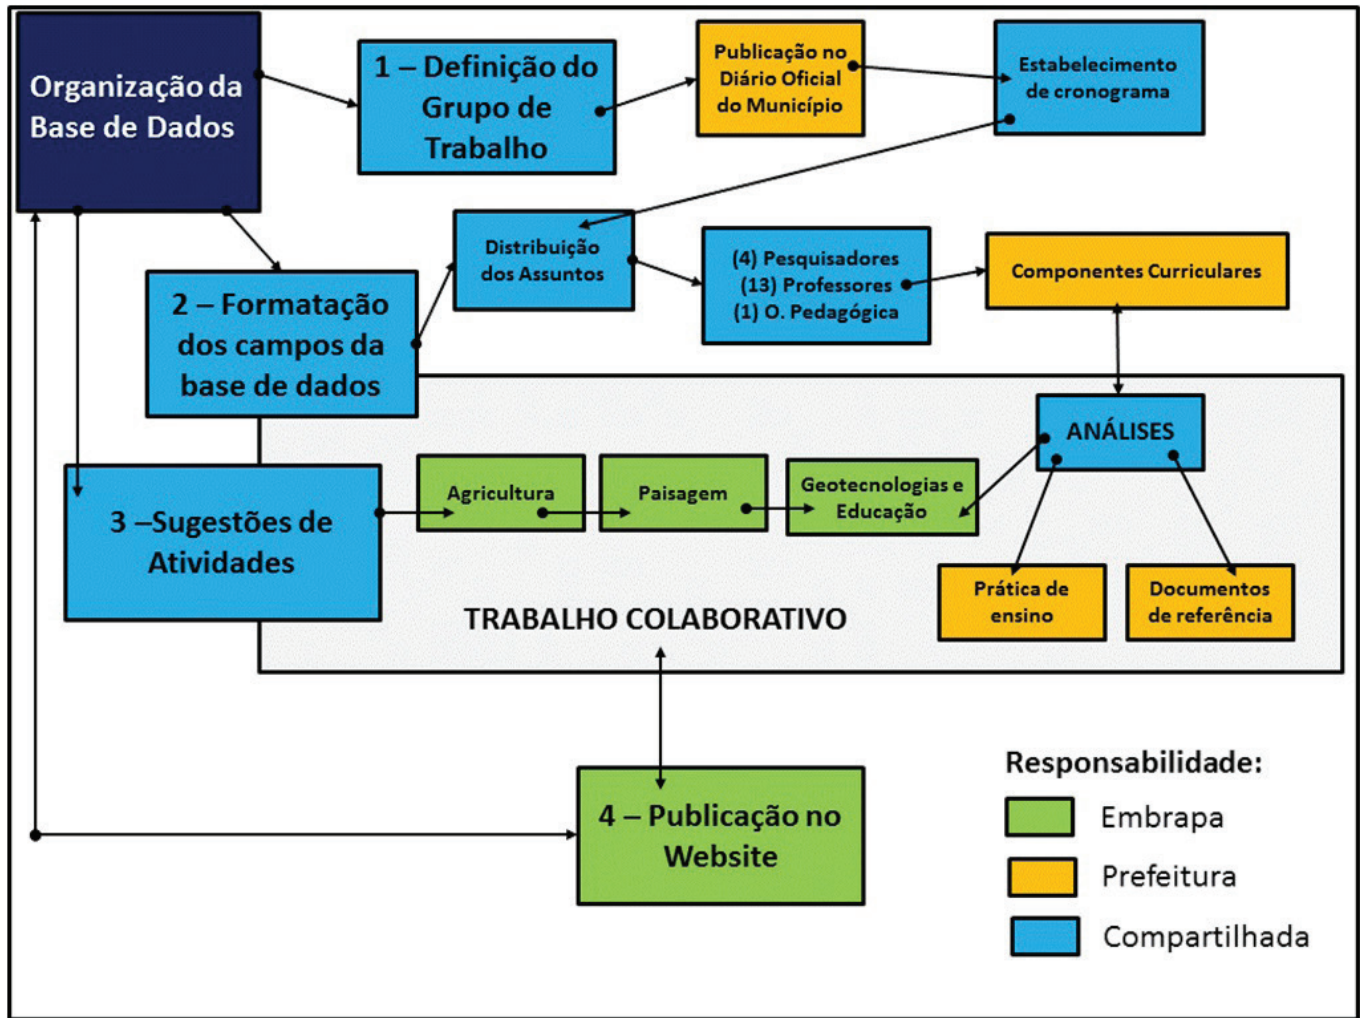 Organização da
Base de Dados
1 – Definição do
Grupo de
Trabalho
Publicação no
Diário Oficial
do Município
Estabelecimento
de cronograma
Distribuição
dos Assuntos
(4) Pesquisadores
(13) Professores
(1) O. Pedagógica
Componentes Curriculares
2 – Formatação
dos campos da
base de dados
ANÁLISES
3 –Sugestões de
Atividades
Agricultura
Paisagem
Geotecnologias e
Educação
Prática de
ensino
Documentos
de referência
TRABALHO COLABORATIVO
4 – Publicação no
Website
Responsabilidade:
Embrapa
Prefeitura
Compartilhada